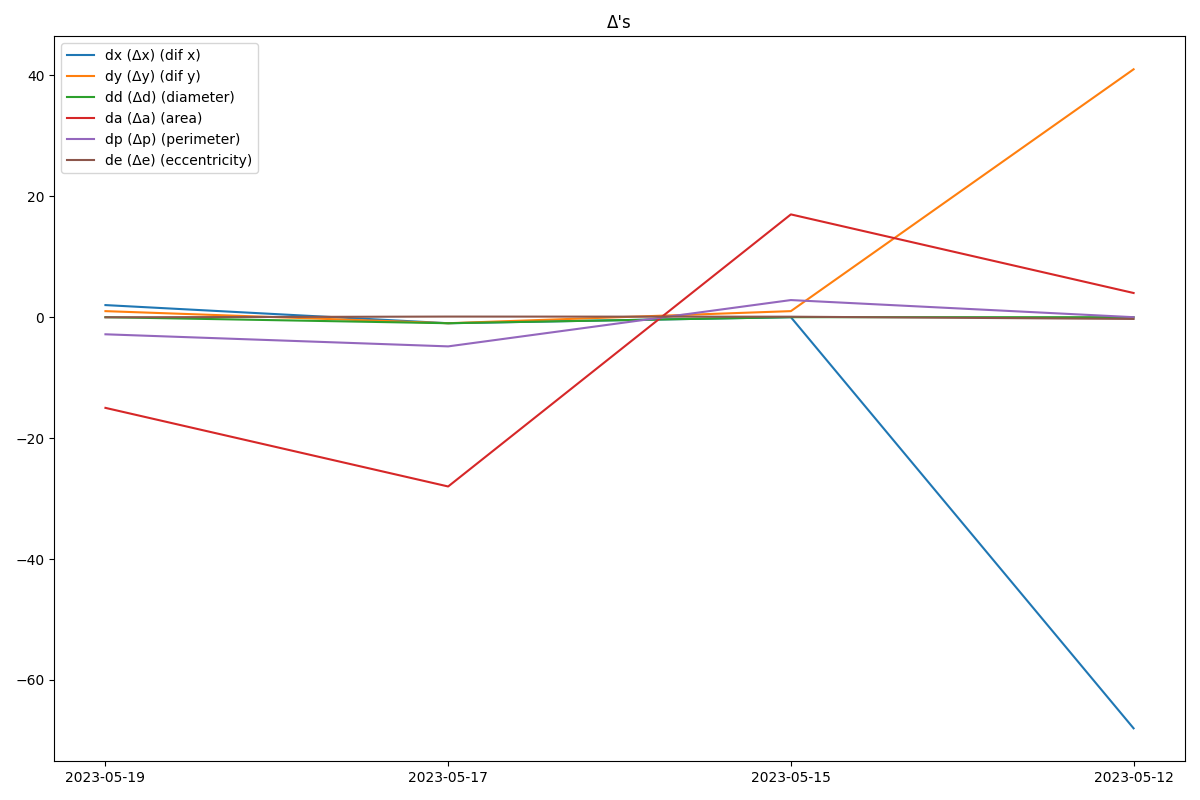 Δ's
dx (Δx) (dif x)
dy (Δy) (dif y)
dd (Δd) (diameter)
da (Δa) (area)
dp (Δp) (perimeter)
de (Δe) (eccentricity)
40
20
0
−20
−40
−60
2023-05-19 2023-05-17 2023-05-15 2023-05-12